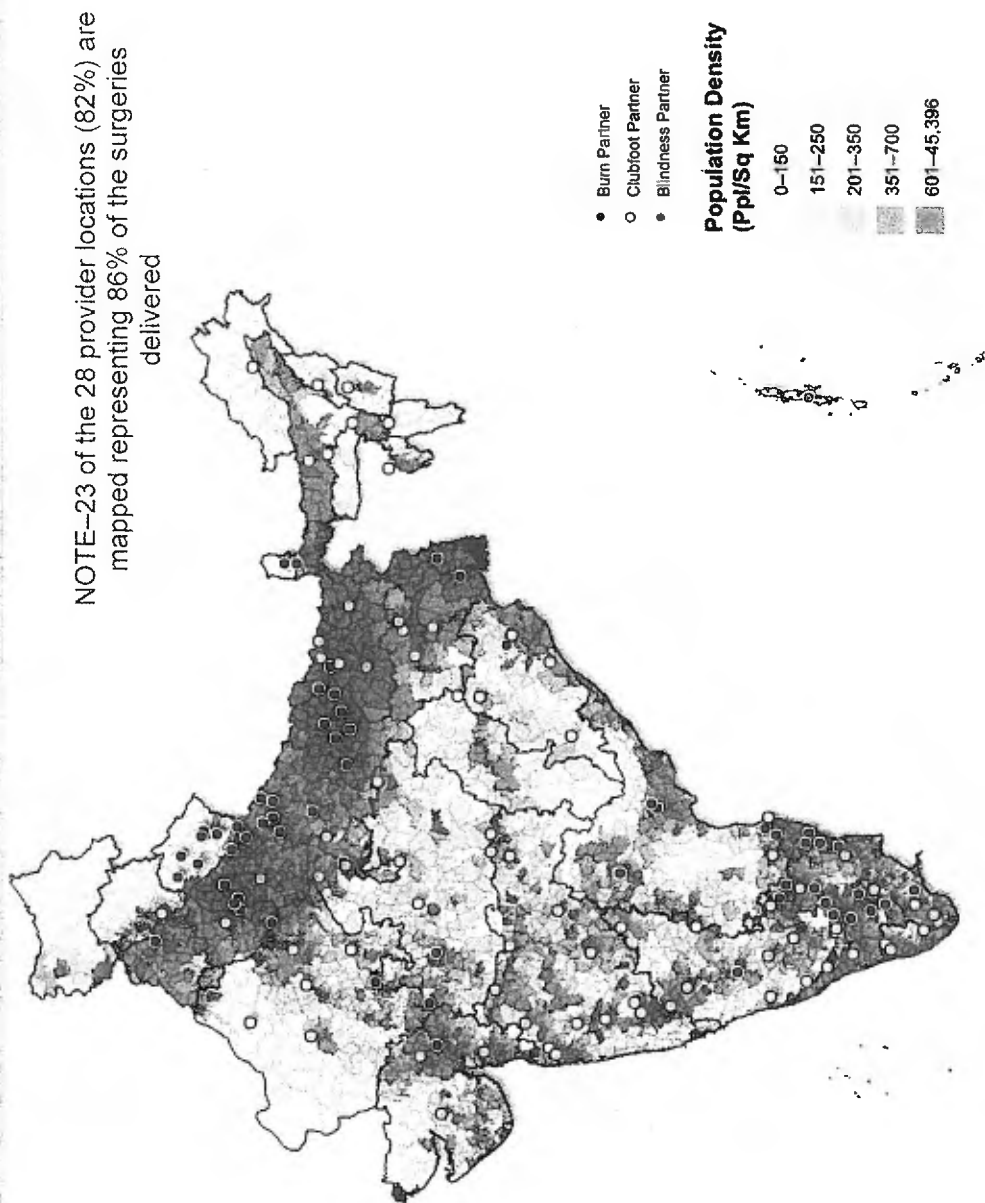 NOTE–23 of the 28 provider locations (82%) are
mapped representing 86% of the surgeries
delivered
Burn Partner
Clubfoot Partner
Blindness Partner
Population Density
(Ppl/Sq Km)
0–150
151–250
201–350
351–700
601–45,396